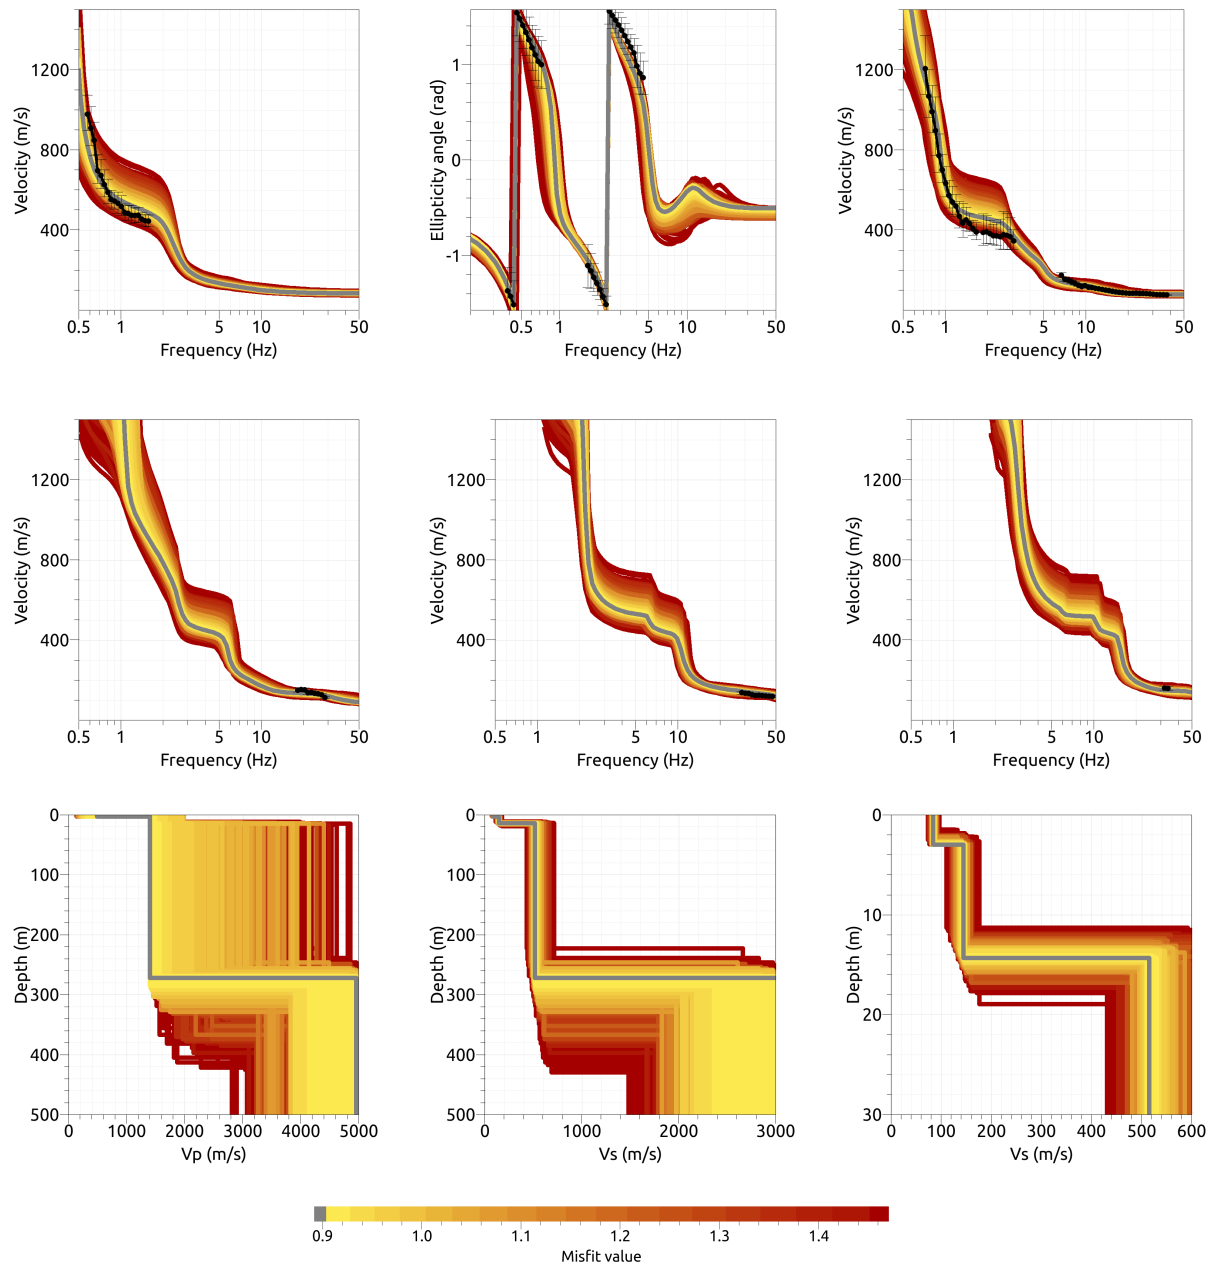 1200
800
400
Velocity (m/s)
0.5 1 5 10 50
Frequency (Hz)
1
0
-1
Ellipticity angle (rad)
0.5 1 5 10 50
Frequency (Hz)
1200
800
400
Velocity (m/s)
0.5 1 5 10 50
Frequency (Hz)
1200
800
400
Velocity (m/s)
0.5 1 5 10 50
Frequency (Hz)
1200
800
400
Velocity (m/s)
0.5 1 5 10 50
Frequency (Hz)
1200
800
400
Velocity (m/s)
0.5 1 5 10 50
Frequency (Hz)
0
100
200
300
400
500
Depth (m)
0 1000 2000 3000 4000 5000
Vp (m/s)
0
100
200
300
400
500
Depth (m)
0 1000 2000 3000
Vs (m/s)
0
10
20
30
Depth (m)
0 100 200 300 400 500 600
Vs (m/s)
0.9 1.0 1.1 1.2 1.3 1.4
Misfit value